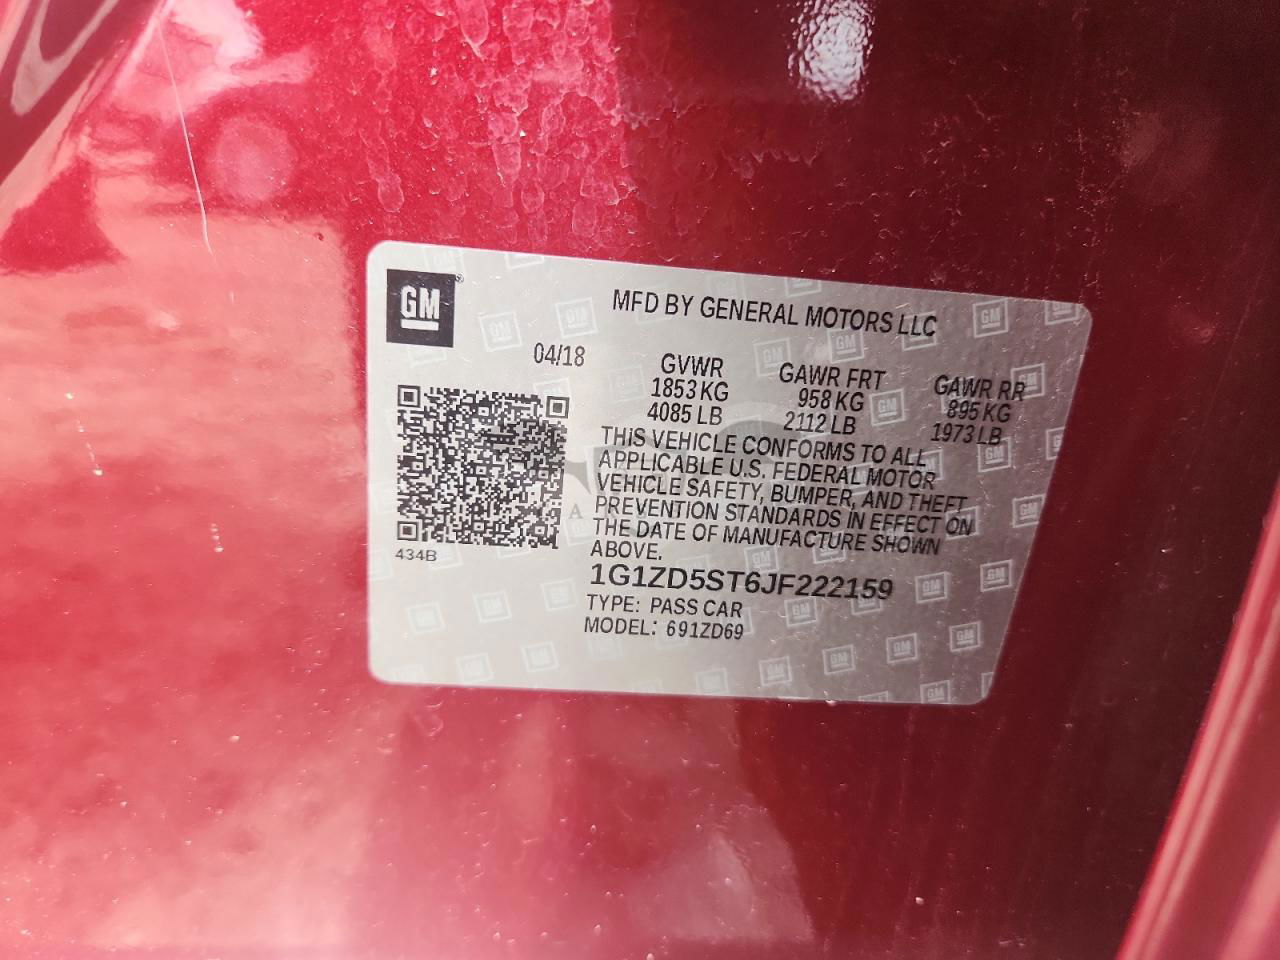 GM
MFD BY GENERAL MOTORS LLC
04/18
GVWR
1853 KG
4085 LB
GAWR FRT
958 KG
2112 LB
GAWR RR
895 KG
1973 LB
THIS VEHICLE CONFORMS TO ALL
APPLICABLE U.S. FEDERAL MOTOR
VEHICLE SAFETY, BUMPER, AND THEFT
PREVENTION STANDARDS IN EFFECT ON
THE DATE OF MANUFACTURE SHOWN
ABOVE.
434B
1G1ZD5ST6JF222159
TYPE: PASS CAR
MODEL: 691ZD69